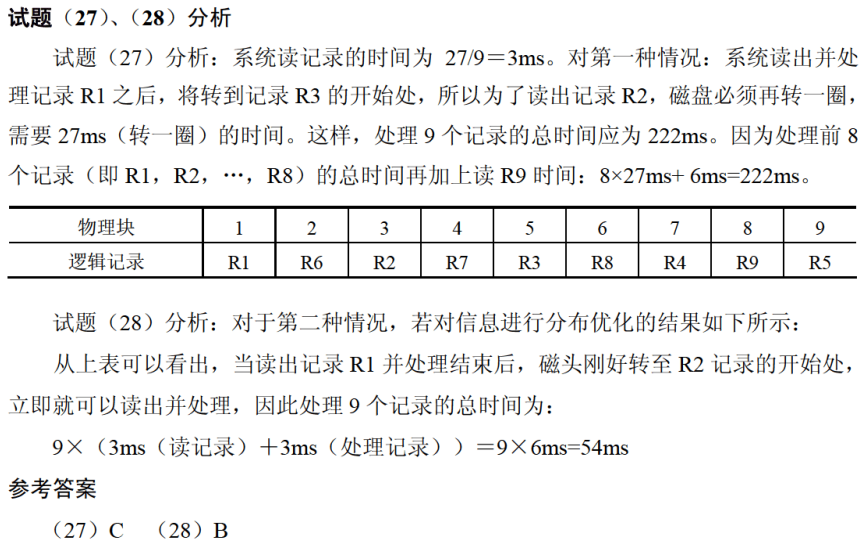 试题（27）、（28）分析
试题（27）分析：系统读记录的时间为 27/9＝3ms。对第一种情况：系统读出并处
理记录 R1 之后，将转到记录 R3 的开始处，所以为了读出记录 R2，磁盘必须再转一圈，
需要 27ms（转一圈）的时间。这样，处理 9 个记录的总时间应为 222ms。因为处理前 8
个记录（即 R1，R2，…，R8）的总时间再加上读 R9 时间：8×27ms+ 6ms=222ms。
物理块 1 2 3 4 5 6 7 8 9
逻辑记录 R1 R6 R2 R7 R3 R8 R4 R9 R5
试题（28）分析：对于第二种情况，若对信息进行分布优化的结果如下所示：
从上表可以看出，当读出记录 R1 并处理结束后，磁头刚好转至 R2 记录的开始处，
立即就可以读出并处理，因此处理 9 个记录的总时间为：
9×（3ms（读记录）＋3ms（处理记录））＝9×6ms=54ms
参考答案
（27）C （28）B